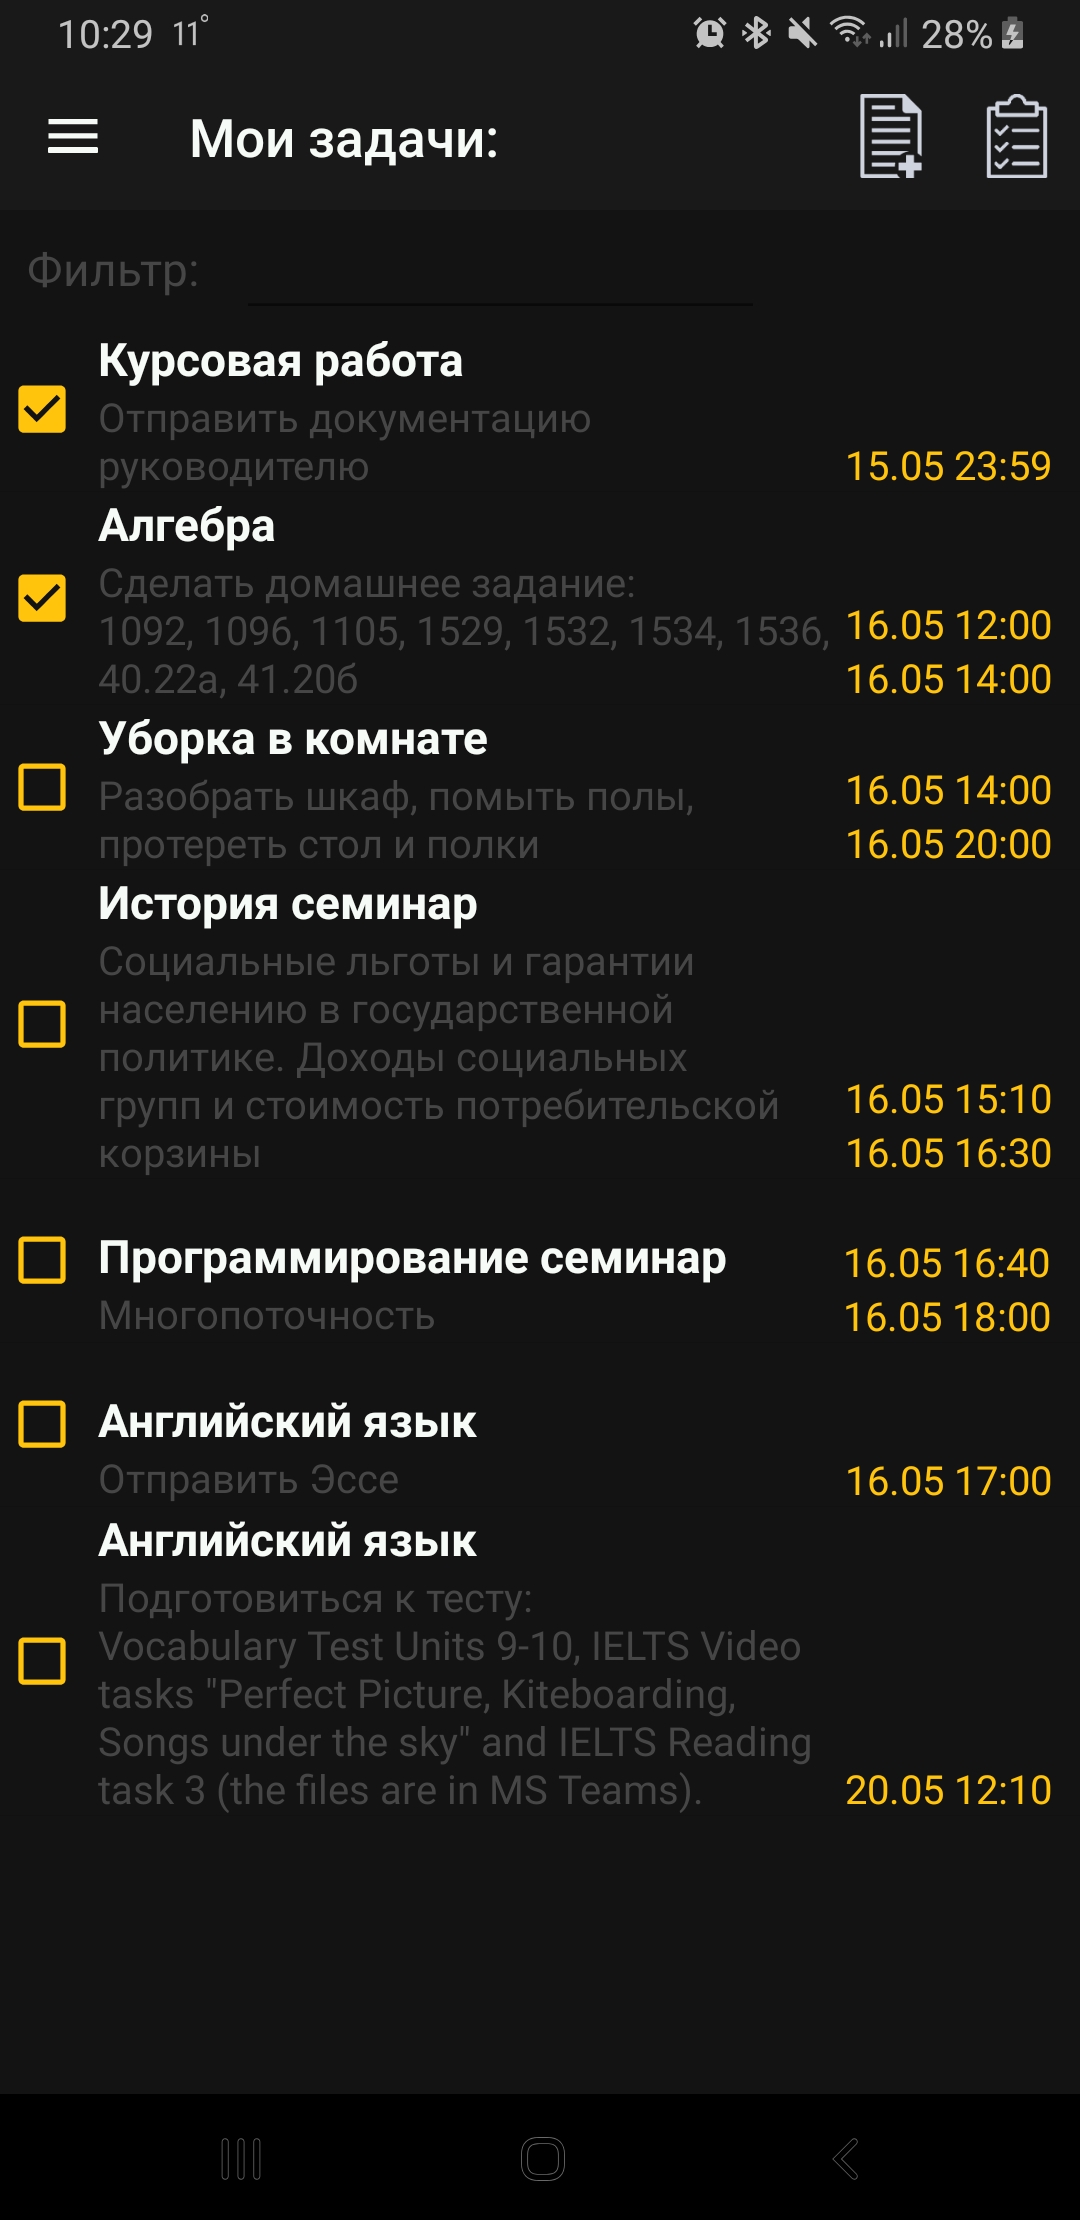 10:29 11° 28%
Мои задачи:
Фильтр:
Курсовая работа
Отправить документацию
руководителю 15.05 23:59
Алгебра
Сделать домашнее задание:
1092, 1096, 1105, 1529, 1532, 1534, 1536, 16.05 12:00
40.22а, 41.20б 16.05 14:00
Уборка в комнате
Разобрать шкаф, помыть полы, 16.05 14:00
протереть стол и полки 16.05 20:00
История семинар
Социальные льготы и гарантии
населению в государственной
политике. Доходы социальных
групп и стоимость потребительской 16.05 15:10
корзины 16.05 16:30
Программирование семинар 16.05 16:40
Многопоточность 16.05 18:00
Английский язык
Отправить Эссе 16.05 17:00
Английский язык
Подготовиться к тесту:
Vocabulary Test Units 9-10, IELTS Video
tasks "Perfect Picture, Kiteboarding,
Songs under the sky" and IELTS Reading
task 3 (the files are in MS Teams). 20.05 12:10